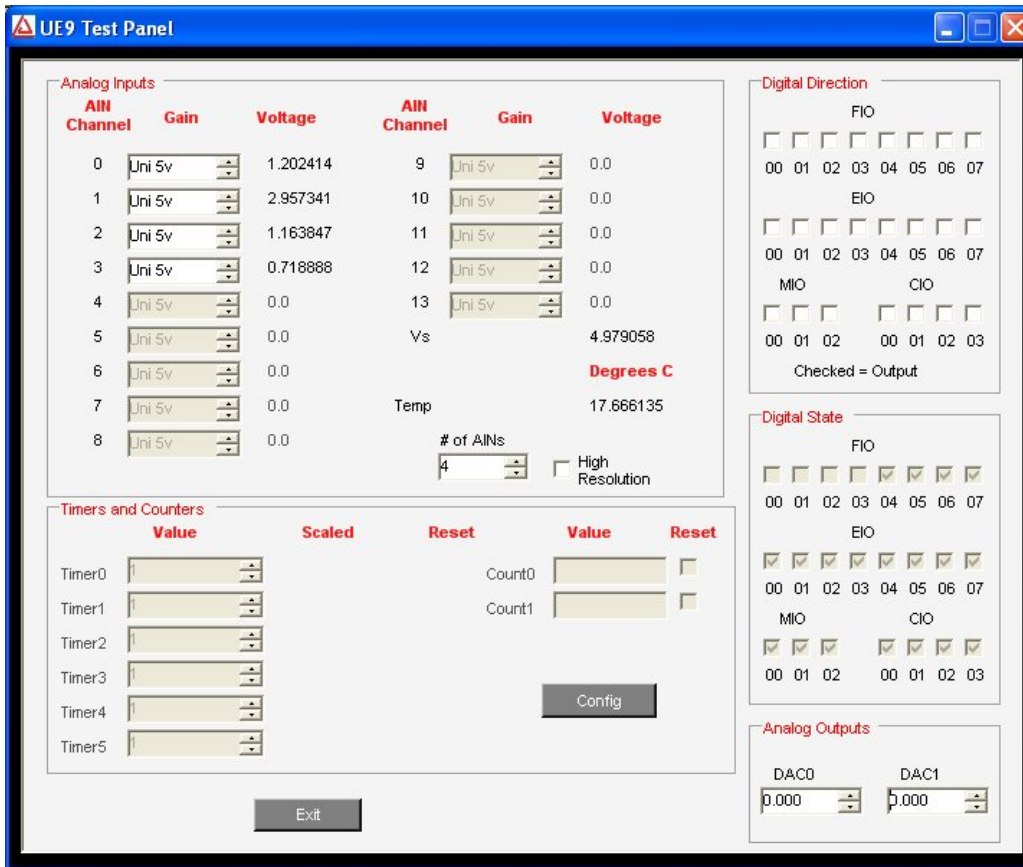 UE9 Test Panel
Analog Inputs
AIN Channel Gain Voltage AIN Channel Gain Voltage
0 Uni 5v 1.202414 9 Uni 5v 0.0
1 Uni 5v 2.957341 10 Uni 5v 0.0
2 Uni 5v 1.163847 11 Uni 5v 0.0
3 Uni 5v 0.718888 12 Uni 5v 0.0
4 Uni 5v 0.0 13 Uni 5v 0.0
5 Uni 5v 0.0 Vs 4.979058
6 Uni 5v 0.0 Degrees C
7 Uni 5v 0.0 Temp 17.666135
8 Uni 5v 0.0
# of AINs
4
High Resolution
Timers and Counters
Value Scaled Reset Value Reset
Timer0 1 Count0
Timer1 1 Count1
Timer2 1
Timer3 1
Timer4 1
Timer5 1
Config
Exit
Digital Direction
FIO
00 01 02 03 04 05 06 07
EIO
00 01 02 03 04 05 06 07
MIO CIO
00 01 02 00 01 02 03
Checked = Output
Digital State
FIO
00 01 02 03 04 05 06 07
EIO
00 01 02 03 04 05 06 07
MIO CIO
00 01 02 00 01 02 03
Analog Outputs
DAC0 DAC1
0.000 0.000